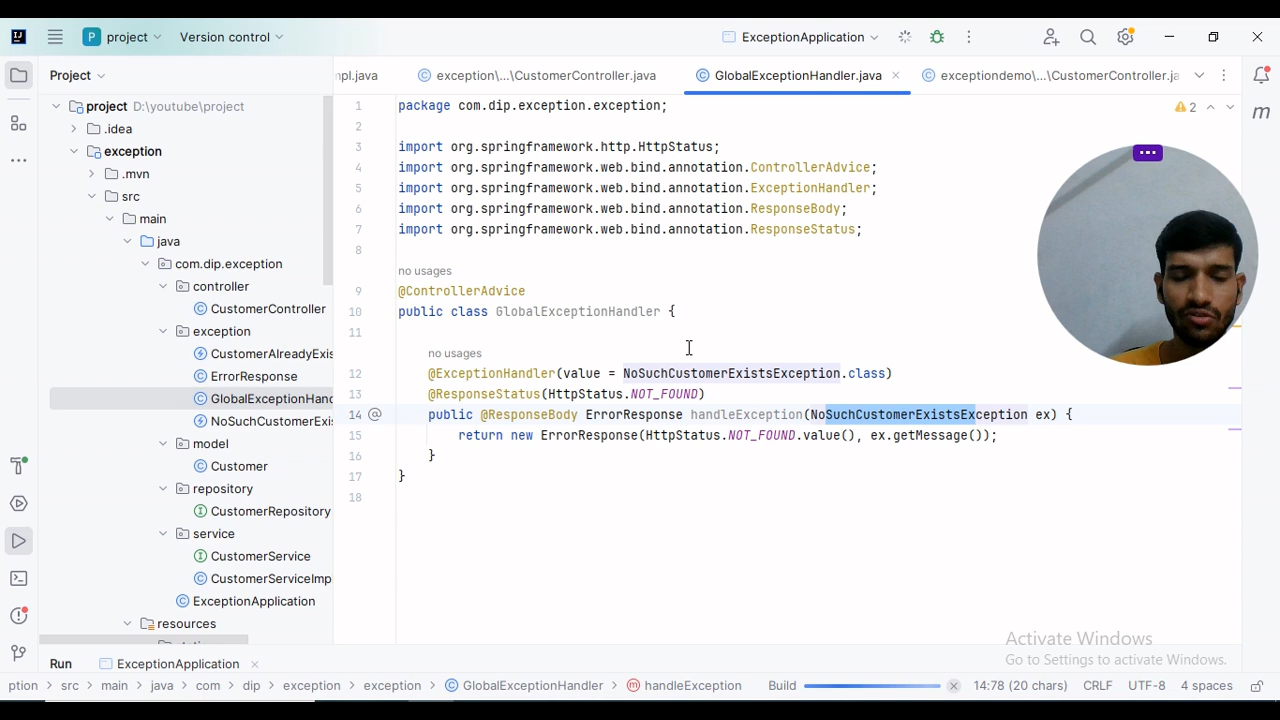 IJ P project Version control ExceptionApplication
Project
npl.java exception\...\CustomerController.java GlobalExceptionHandler.java exceptiondemo\...\CustomerController.ja
project D:\youtube\project
.idea
exception
.mvn
src
main
java
com.dip.exception
controller
CustomerController
exception
CustomerAlreadyExis
ErrorResponse
GlobalExceptionHand
NoSuchCustomerExis
model
Customer
repository
CustomerRepository
service
CustomerService
CustomerServiceImp
ExceptionApplication
resources
1 package com.dip.exception.exception;
2
3 import org.springframework.http.HttpStatus;
4 import org.springframework.web.bind.annotation.ControllerAdvice;
5 import org.springframework.web.bind.annotation.ExceptionHandler;
6 import org.springframework.web.bind.annotation.ResponseBody;
7 import org.springframework.web.bind.annotation.ResponseStatus;
8
no usages
9 @ControllerAdvice
10 public class GlobalExceptionHandler {
11
no usages
12 @ExceptionHandler(value = NoSuchCustomerExistsException.class)
13 @ResponseStatus(HttpStatus.NOT_FOUND)
14 public @ResponseBody ErrorResponse handleException(NoSuchCustomerExistsException ex) {
15 return new ErrorResponse(HttpStatus.NOT_FOUND.value(), ex.getMessage());
16 }
17 }
18
2
m
Activate Windows
Go to Settings to activate Windows.
Run ExceptionApplication
ption src main java com dip exception exception GlobalExceptionHandler handleException Build 14:78 (20 chars) CRLF UTF-8 4 spaces